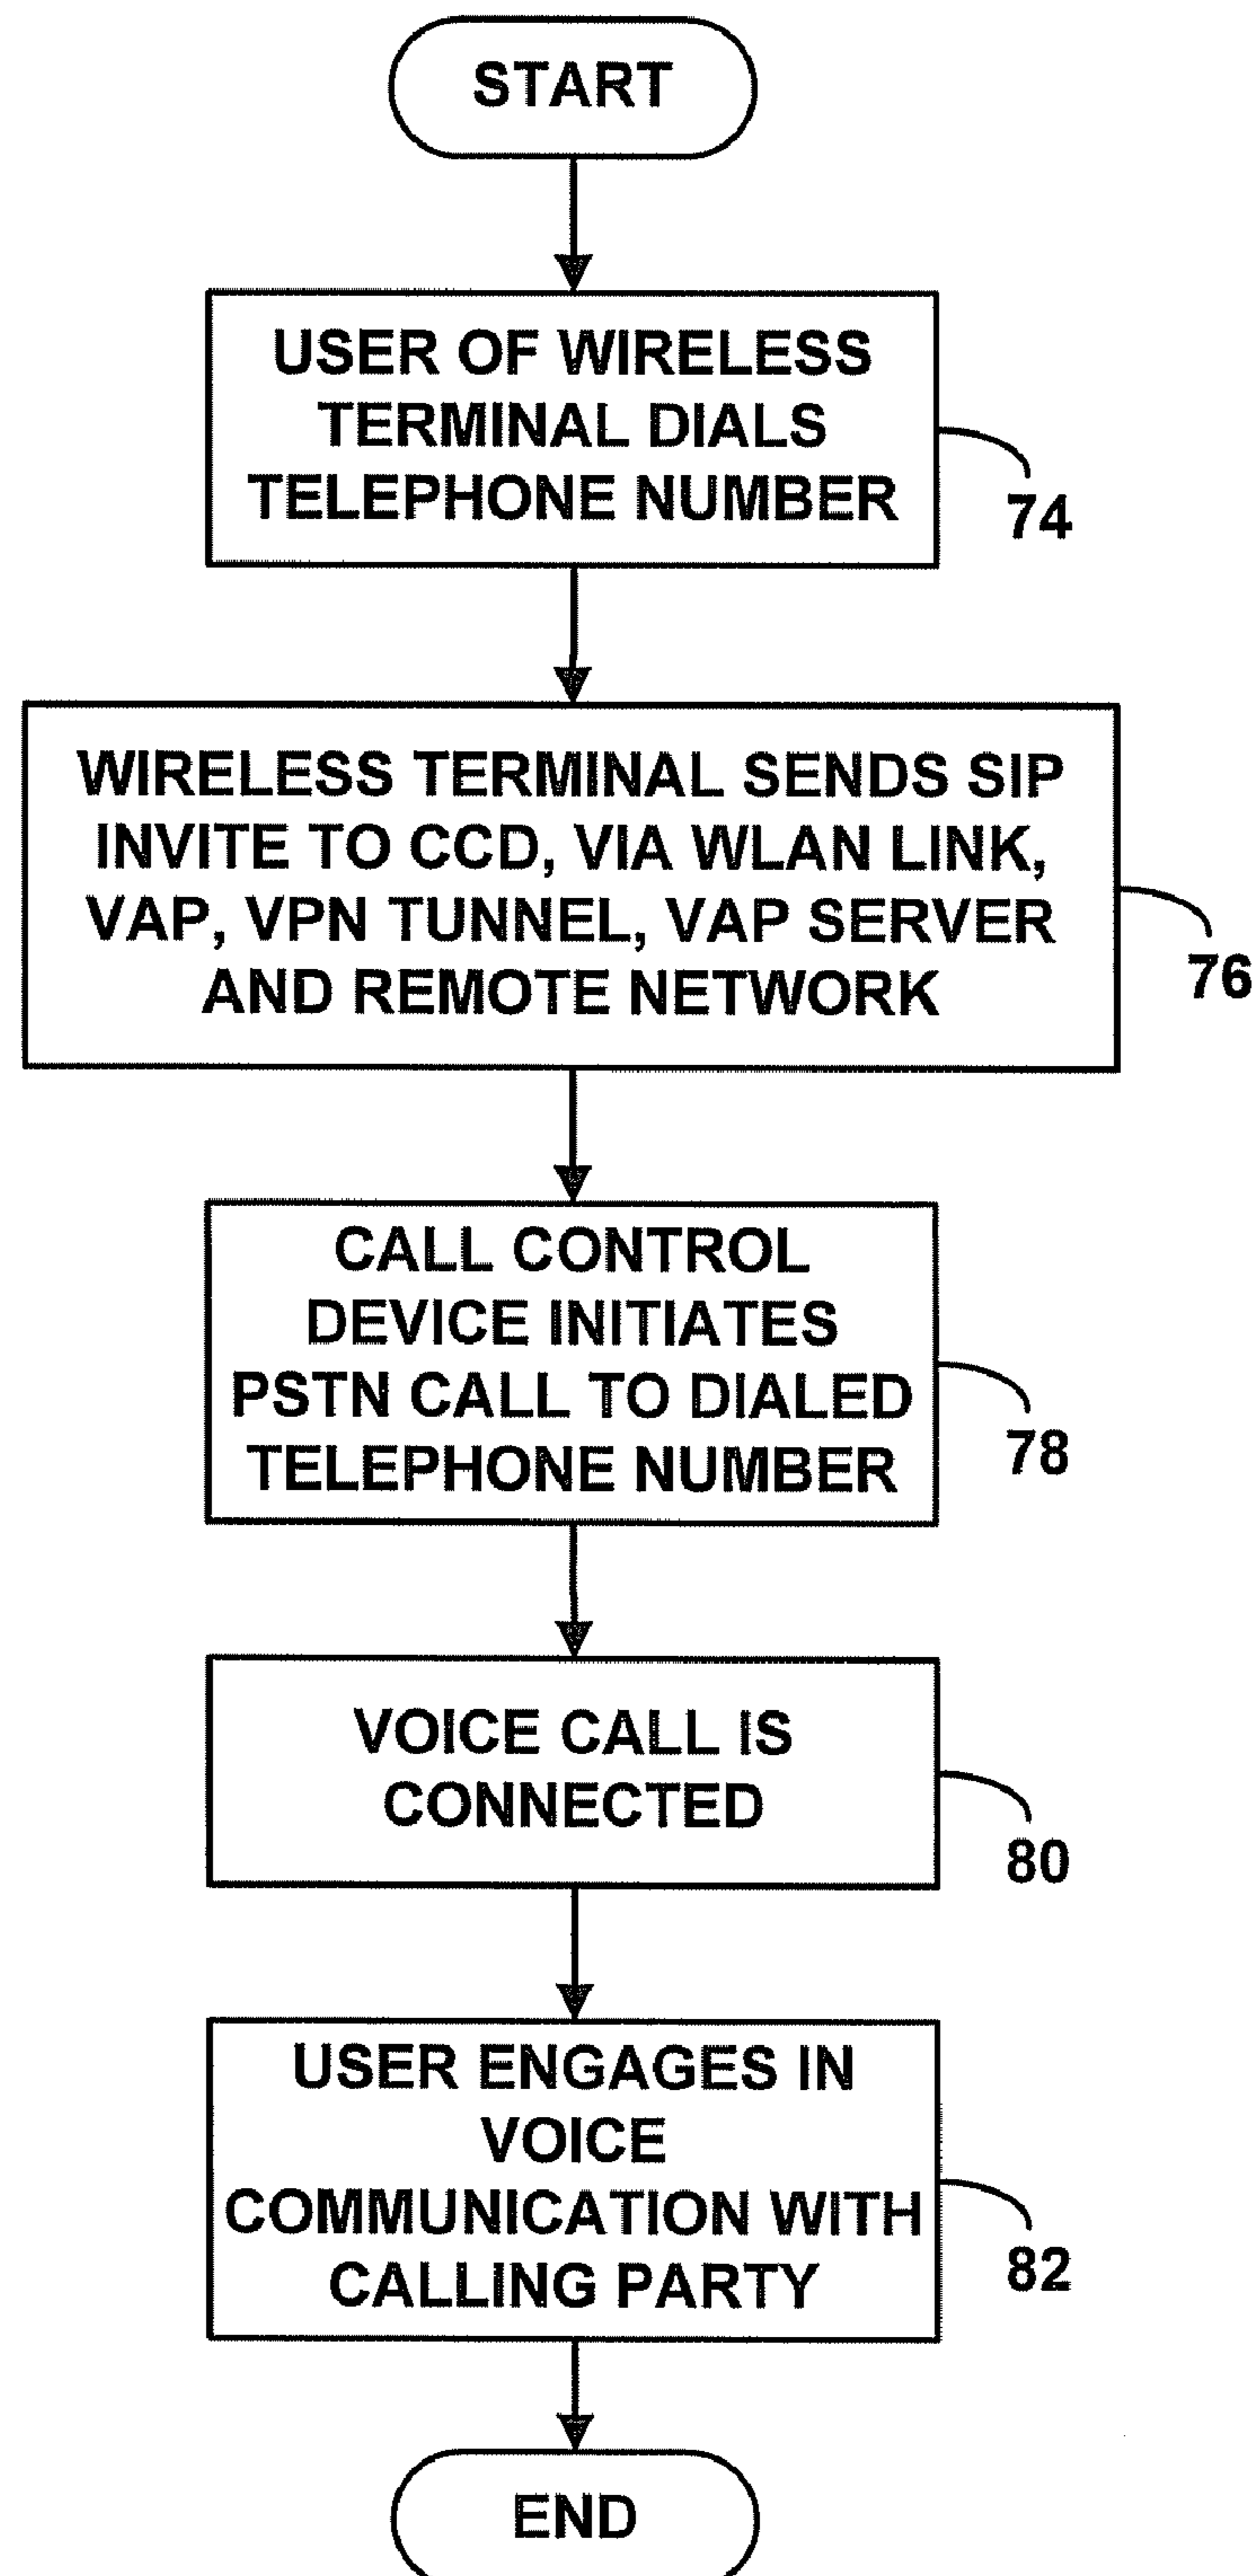 START
USER OF WIRELESS
TERMINAL DIALS
TELEPHONE NUMBER
74
WIRELESS TERMINAL SENDS SIP
INVITE TO CCD, VIA WLAN LINK,
VAP, VPN TUNNEL, VAP SERVER
AND REMOTE NETWORK
76
CALL CONTROL
DEVICE INITIATES
PSTN CALL TO DIALED
TELEPHONE NUMBER
78
VOICE CALL IS
CONNECTED
80
USER ENGAGES IN
VOICE
COMMUNICATION WITH
CALLING PARTY
82
END